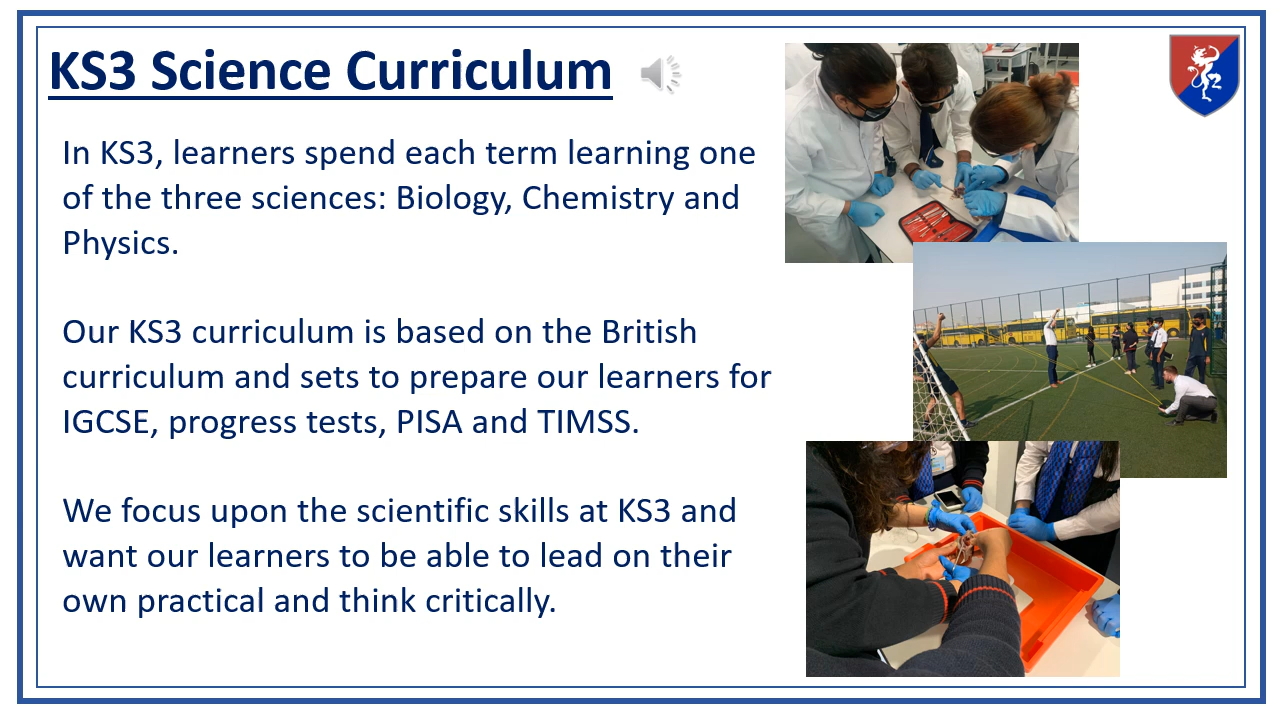 KS3 Science Curriculum
In KS3, learners spend each term learning one
of the three sciences: Biology, Chemistry and
Physics.
Our KS3 curriculum is based on the British
curriculum and sets to prepare our learners for
IGCSE, progress tests, PISA and TIMSS.
We focus upon the scientific skills at KS3 and
want our learners to be able to lead on their
own practical and think critically.